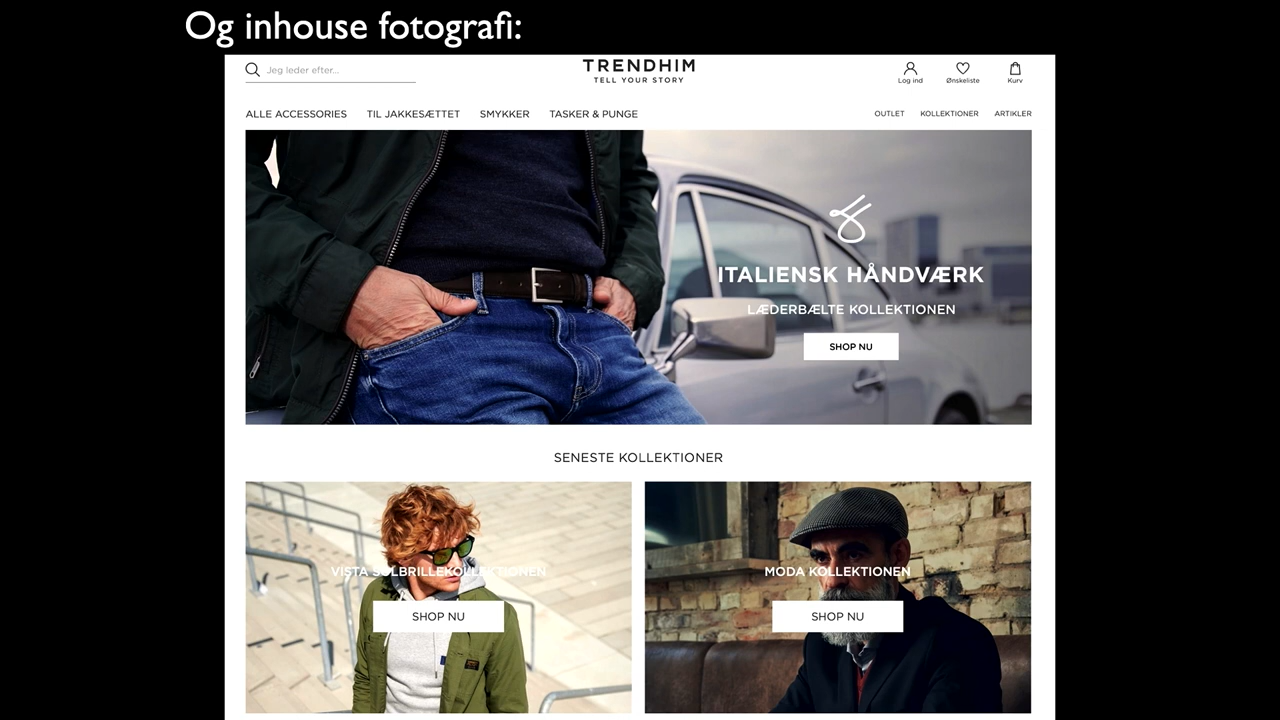 Og inhouse fotografi:
Jeg leder efter...
TRENDHIM
TELL YOUR STORY
Log ind
Ønskeliste
Kurv
ALLE ACCESSORIES
TIL JAKKESÆTTET
SMYKKER
TASKER & PUNGE
OUTLET
KOLLEKTIONER
ARTIKLER
ITALIENSK HÅNDVÆRK
LÆDERBÆLTE KOLLEKTIONEN
SHOP NU
SENESTE KOLLEKTIONER
VISTA SOLBRILLEKOLLEKTIONEN
SHOP NU
MODA KOLLEKTIONEN
SHOP NU